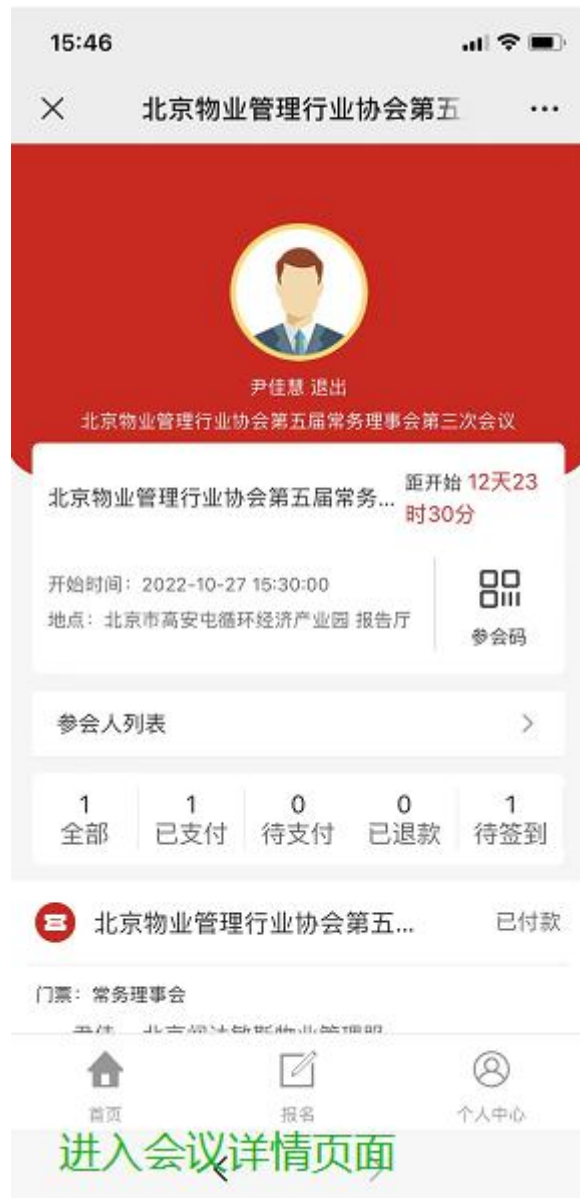 15:46
北京物业管理行业协会第五
尹佳慧 退出
北京物业管理行业协会第五届常务理事会第三次会议
北京物业管理行业协会第五届常务...
距开始 12天23
时30分
开始时间：2022-10-27 15:30:00
地点：北京市高安屯循环经济产业园 报告厅
参会码
参会人列表
1 1 0 0 1
全部 已支付 待支付 已退款 待签到
北京物业管理行业协会第五... 已付款
门票：常务理事会
首页 报名 个人中心
进入会议详情页面